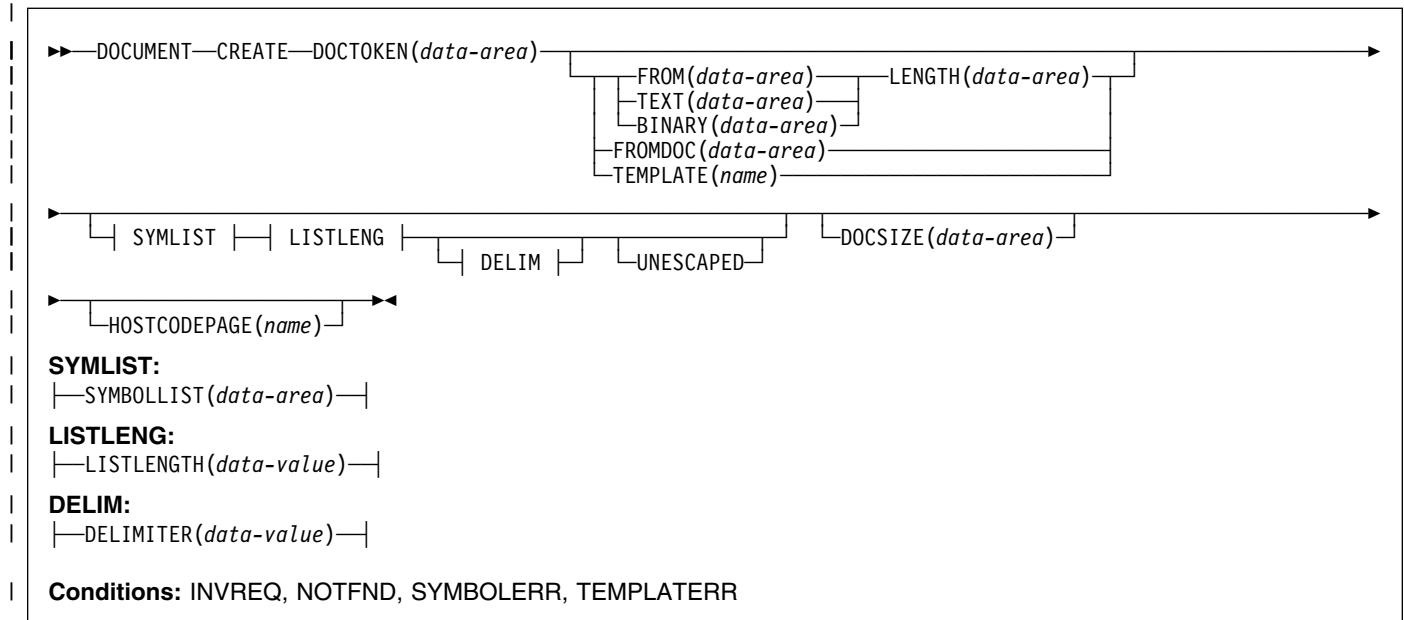 DOCUMENT CREATE DOCTOKEN(data-area)
FROM(data-area) LENGTH(data-area)
TEXT(data-area)
BINARY(data-area)
FROMDOC(data-area)
TEMPLATE(name)
SYMLIST LISTLENG DELIM UNESCAPED DOCSIZE(data-area)
HOSTCODEPAGE(name)
SYMLIST:
SYMBOLLIST(data-area)
LISTLENG:
LISTLENGTH(data-value)
DELIM:
DELIMITER(data-value)
Conditions: INVREQ, NOTFND, SYMBOLERR, TEMPLATERR